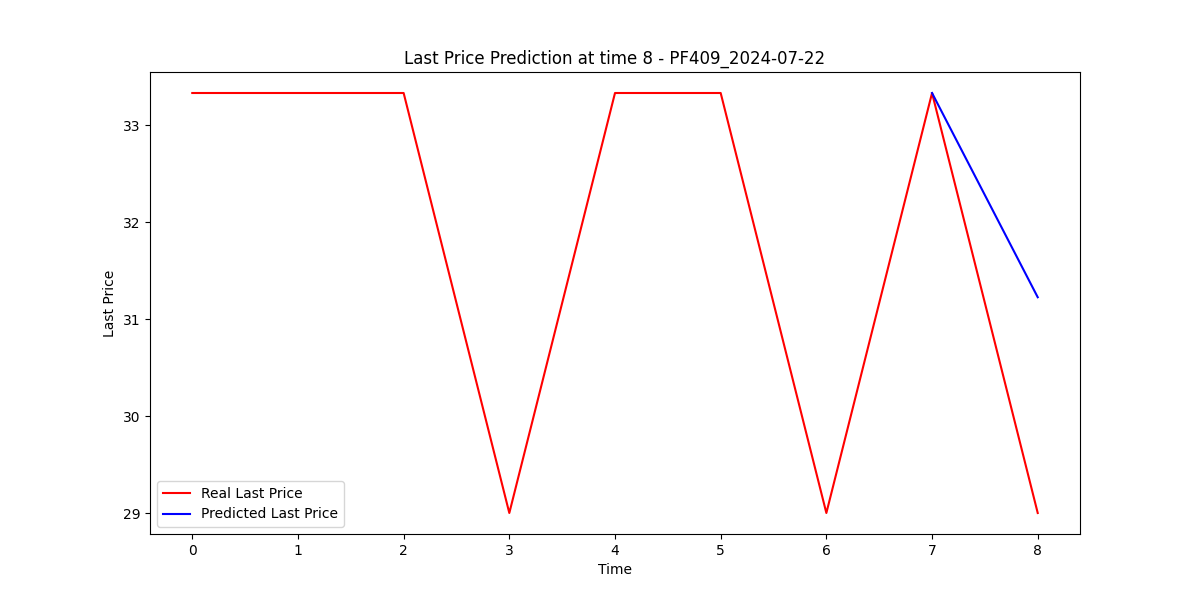 Last Price Prediction at time 8 - PF409_2024-07-22
Last Price
33
32
31
30
29
Real Last Price
Predicted Last Price
0 1 2 3 4 5 6 7 8
Time